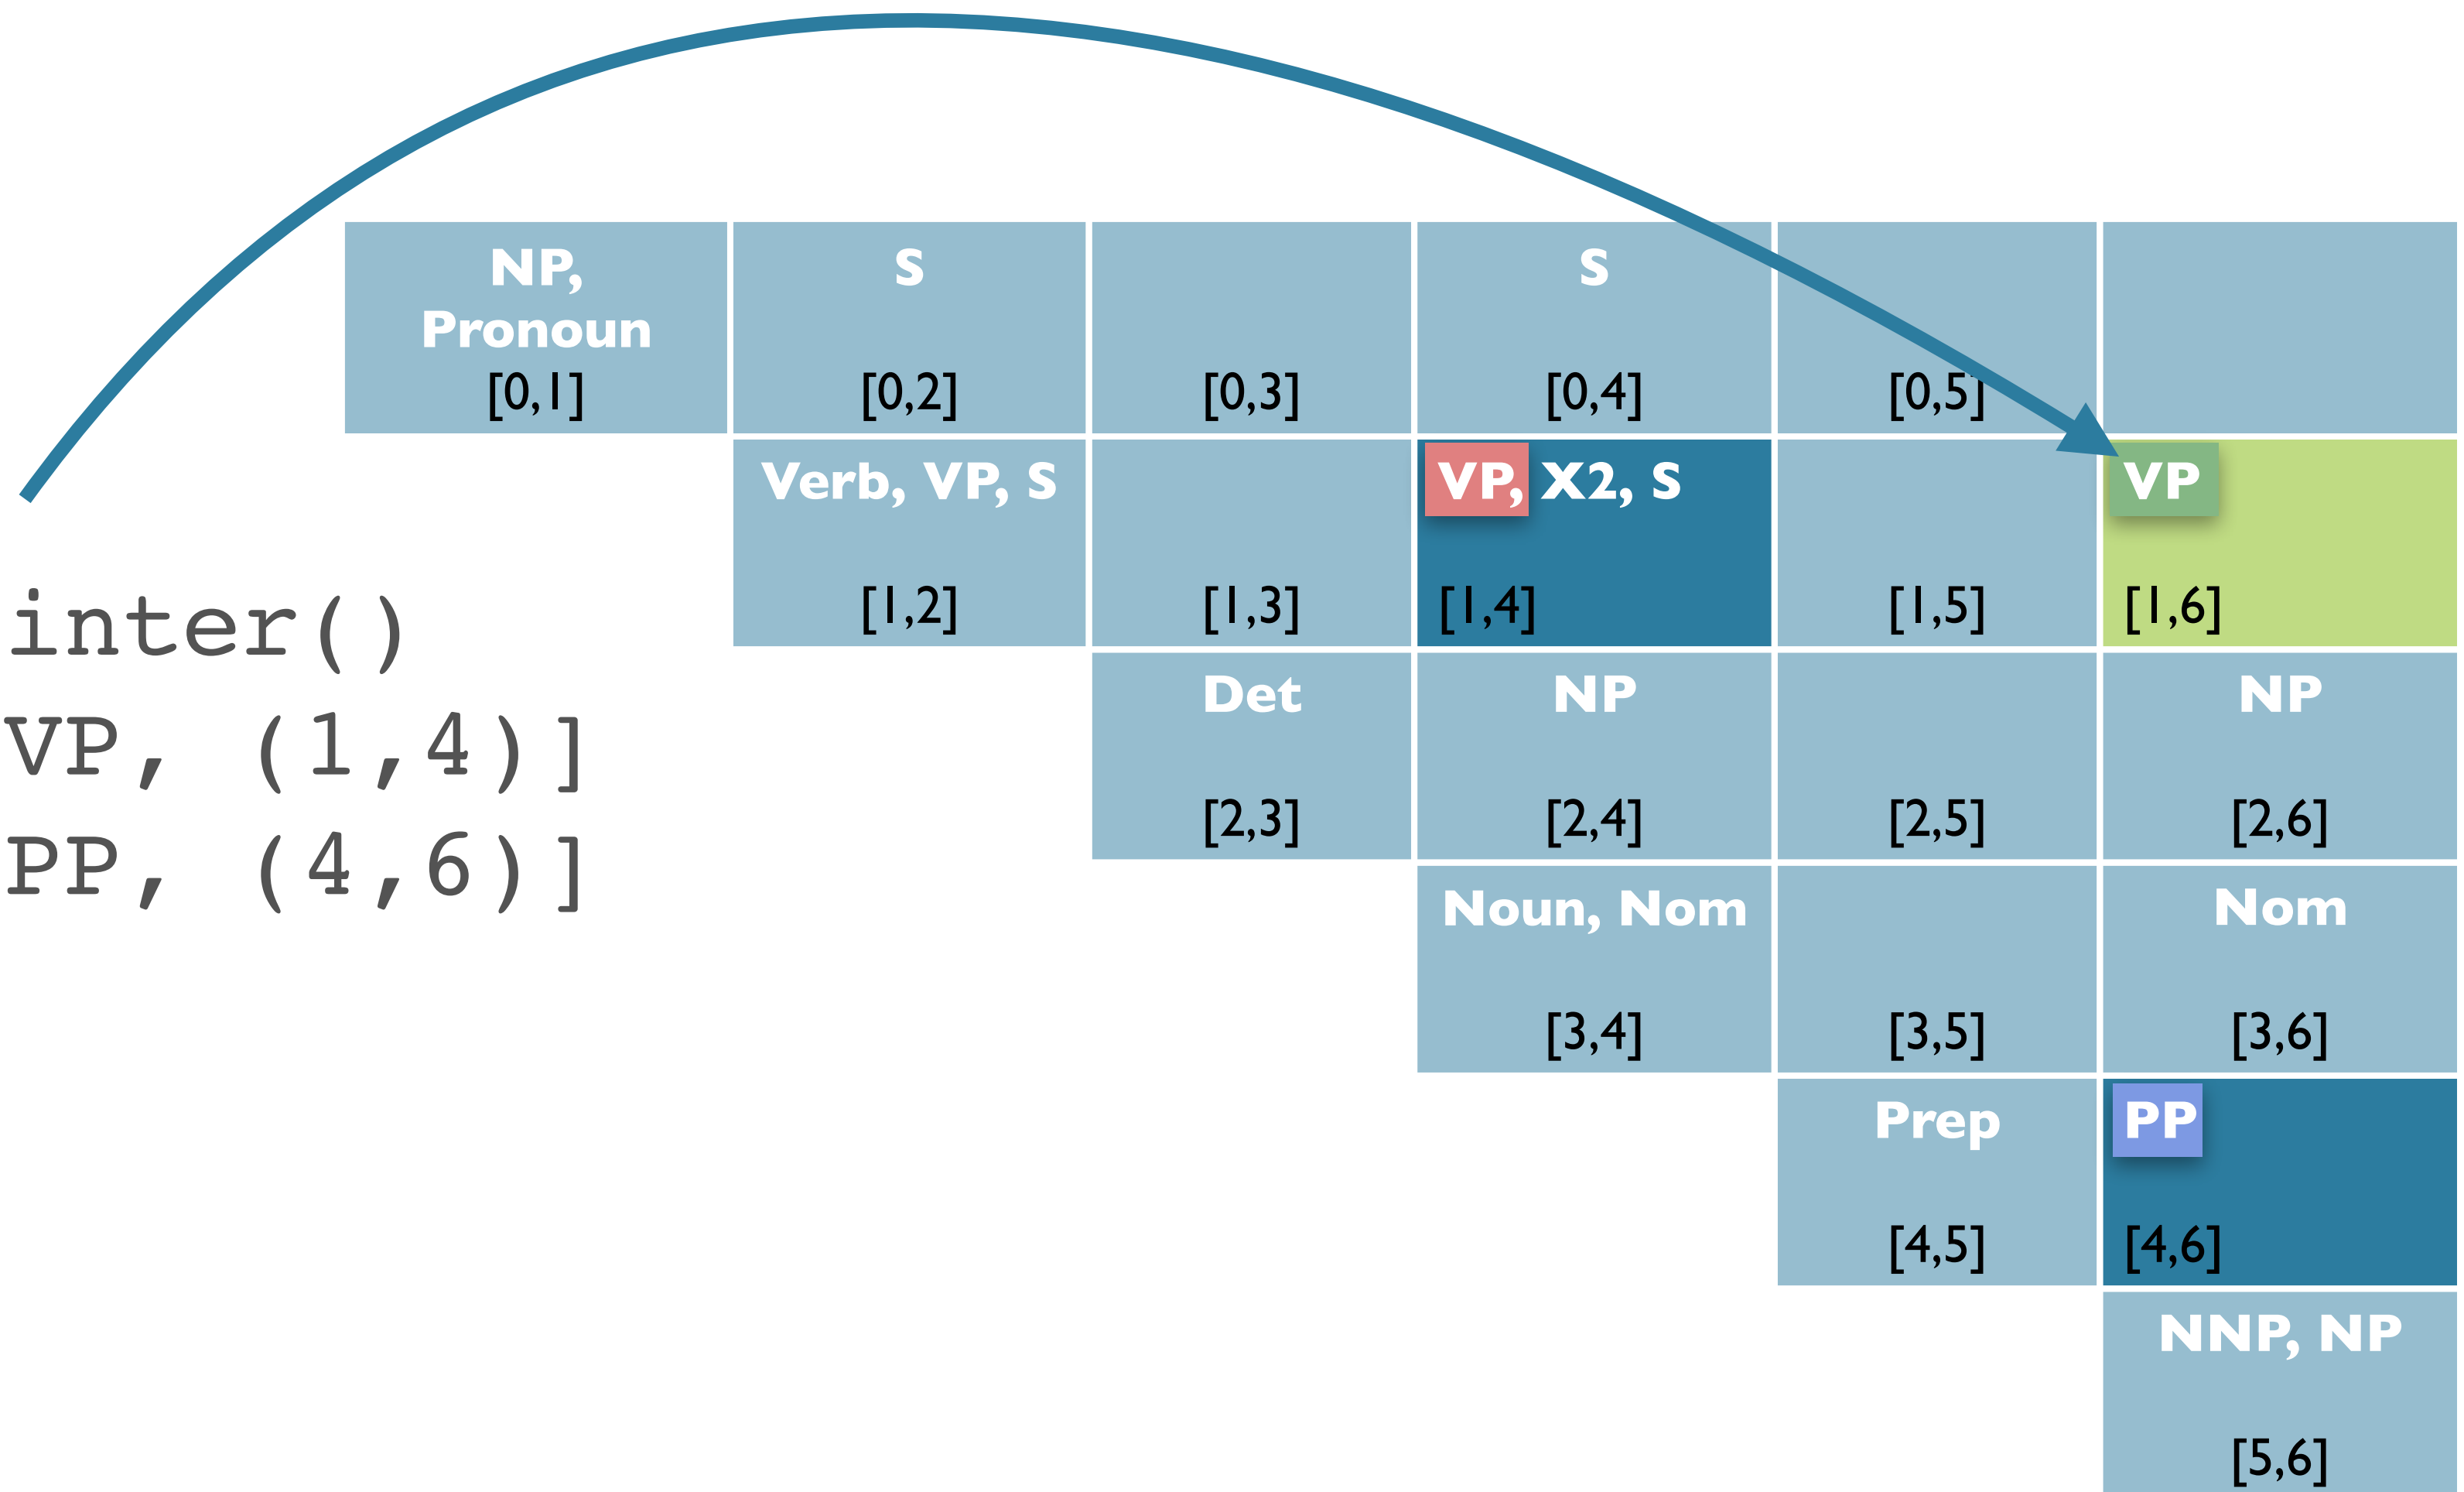 NP,
Pronoun
[0,1]
S
[0,2]
[0,3]
S
[0,4]
[0,5]
Verb, VP, S
[1,2]
[1,3]
VP, X2, S
[1,4]
[1,5]
VP
[1,6]
inter()
VP, (1,4)]
PP, (4,6)]
Det
[2,3]
NP
[2,4]
[2,5]
NP
[2,6]
Noun, Nom
[3,4]
[3,5]
Nom
[3,6]
Prep
[4,5]
PP
[4,6]
NNP, NP
[5,6]